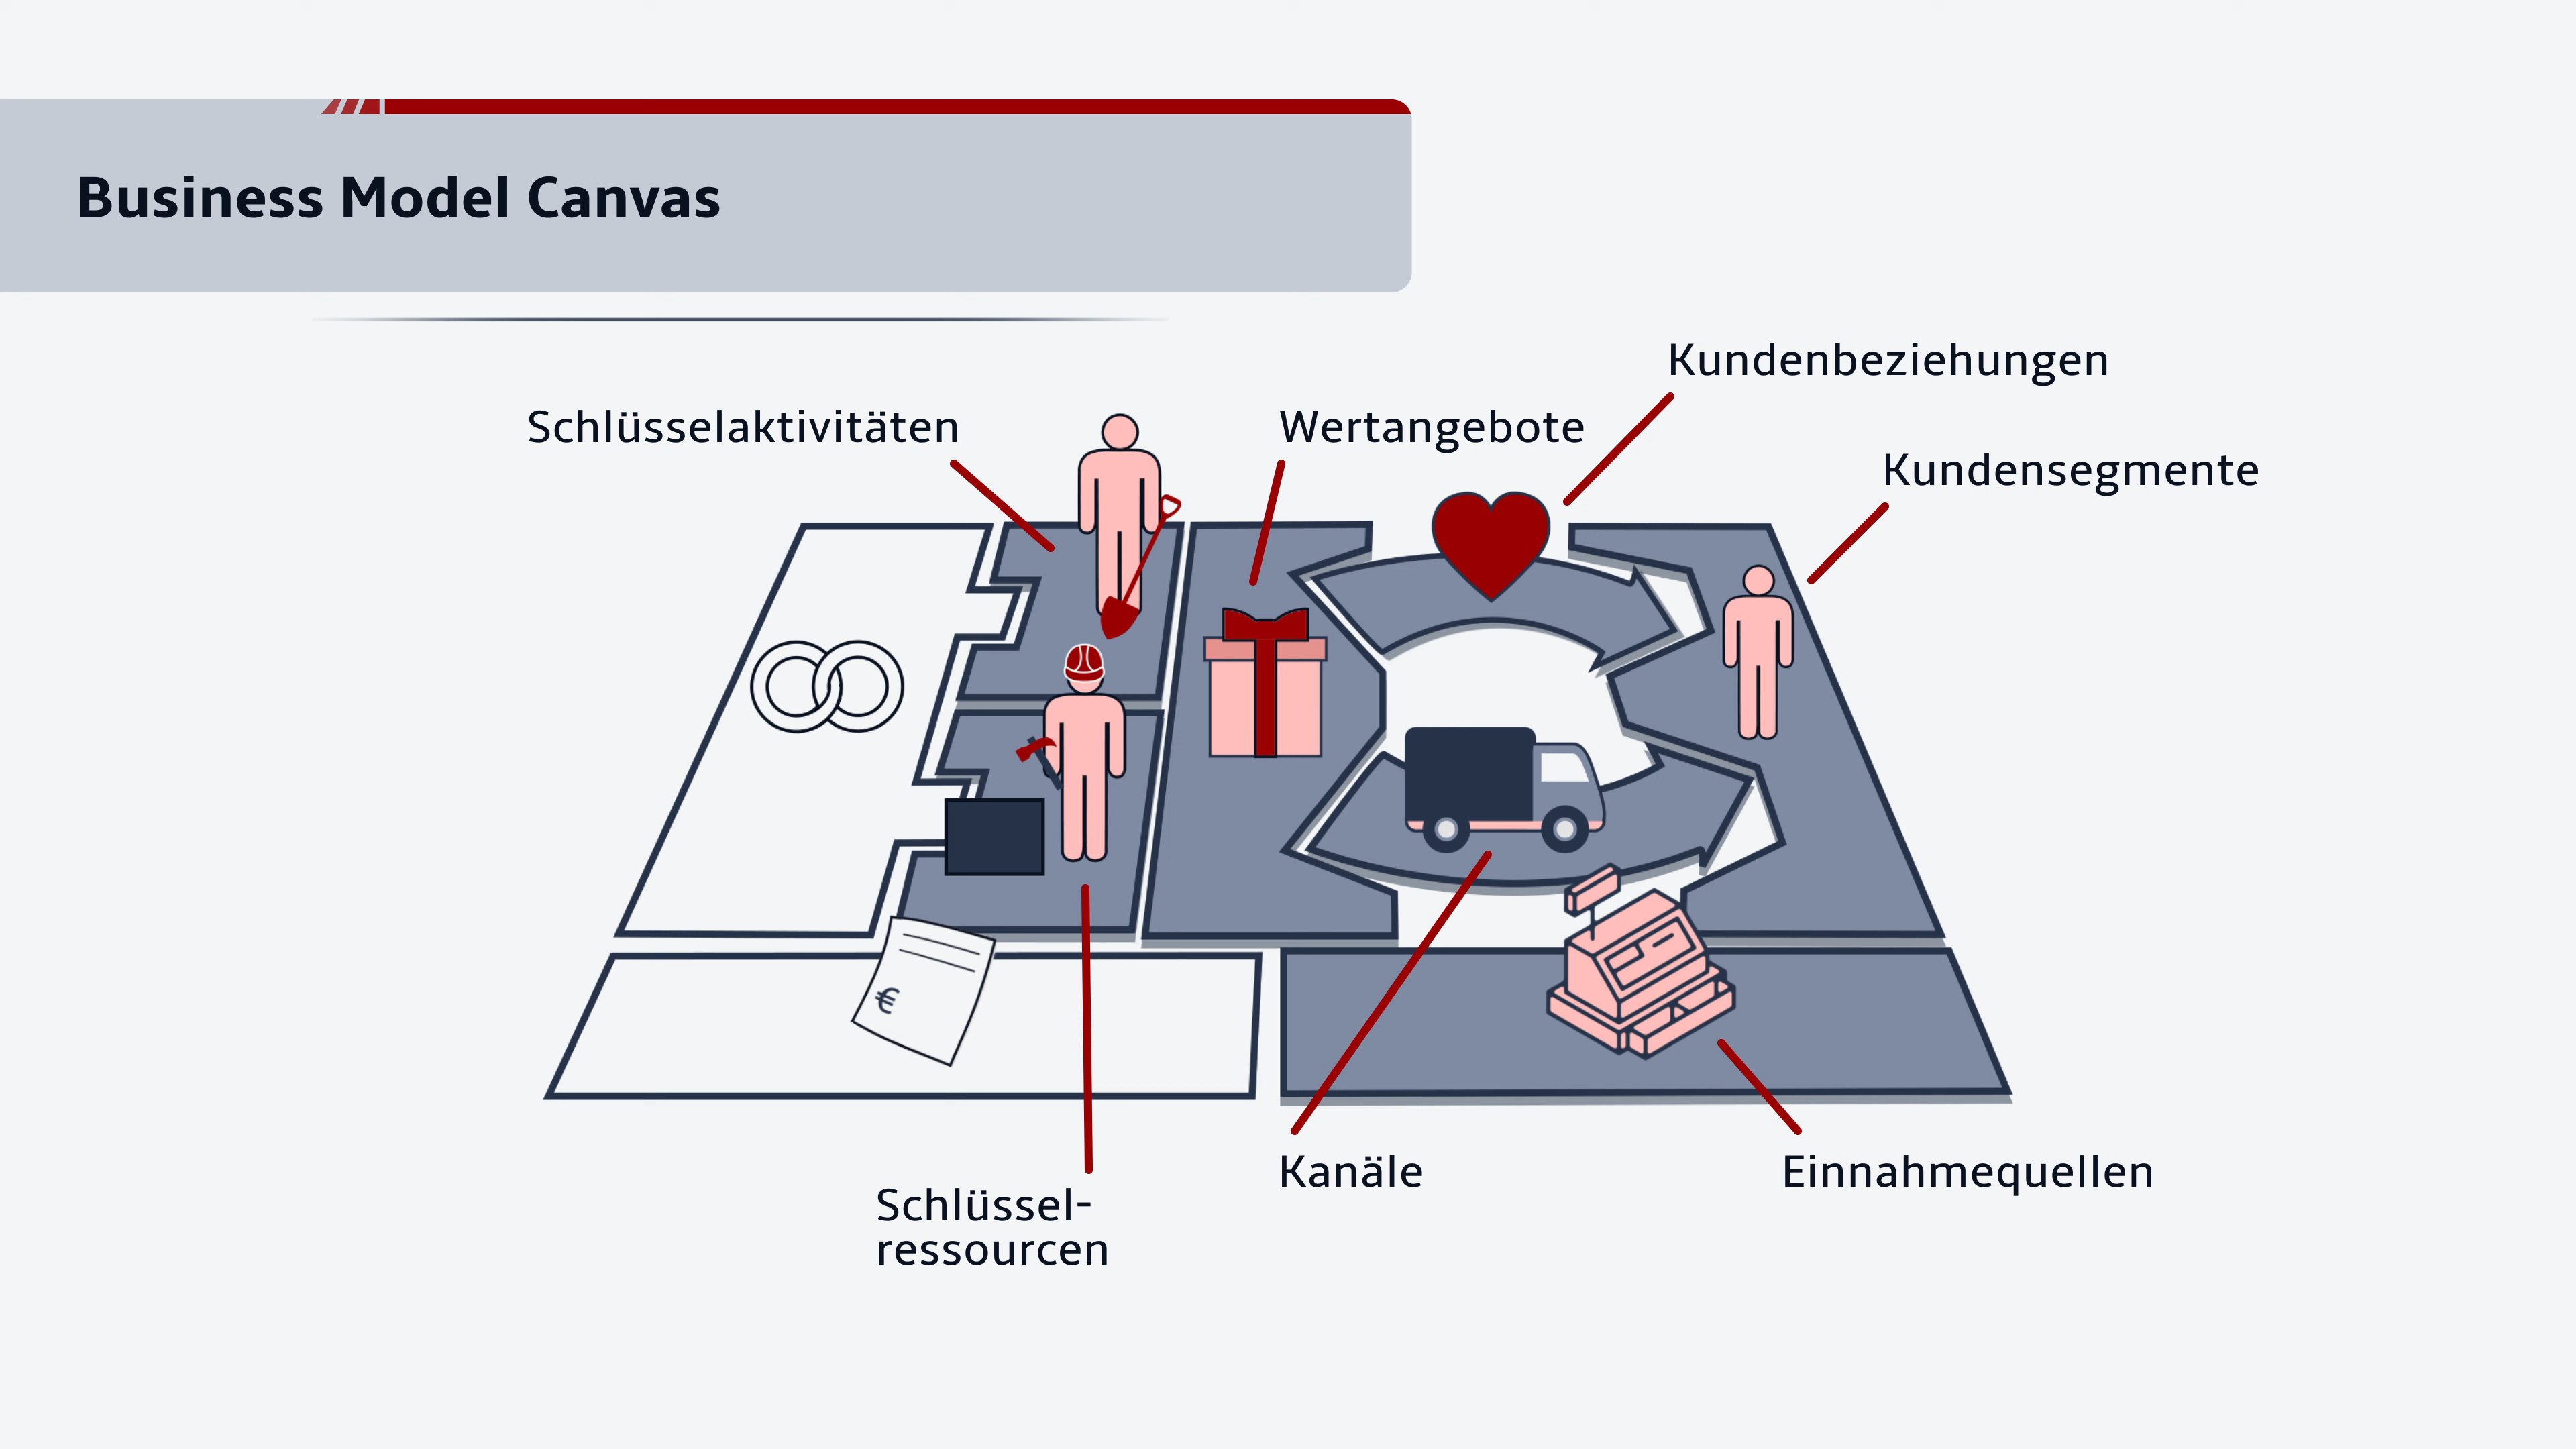 Business Model Canvas
Kundenbeziehungen
Schlüsselaktivitäten
Wertangebote
Kundensegmente
€
Kanäle
Einnahmequellen
Schlüssel-
ressourcen